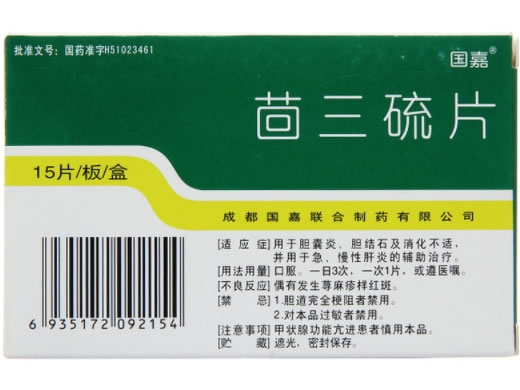 批准文号：国药准字H51023461
国嘉®
茴三硫片
15片/板/盒
成都国嘉联合制药有限公司
[适应症]用于胆囊炎、胆结石及消化不适，
并用于急、慢性肝炎的辅助治疗。
[用法用量]口服。一日3次，一次1片，或遵医嘱。
[不良反应]偶有发生荨麻疹样红斑。
[禁忌]1.胆道完全梗阻者禁用。
2.对本品过敏者禁用。
[注意事项]甲状腺功能亢进患者慎用本品。
[贮藏]遮光，密封保存。
6 935172 092154